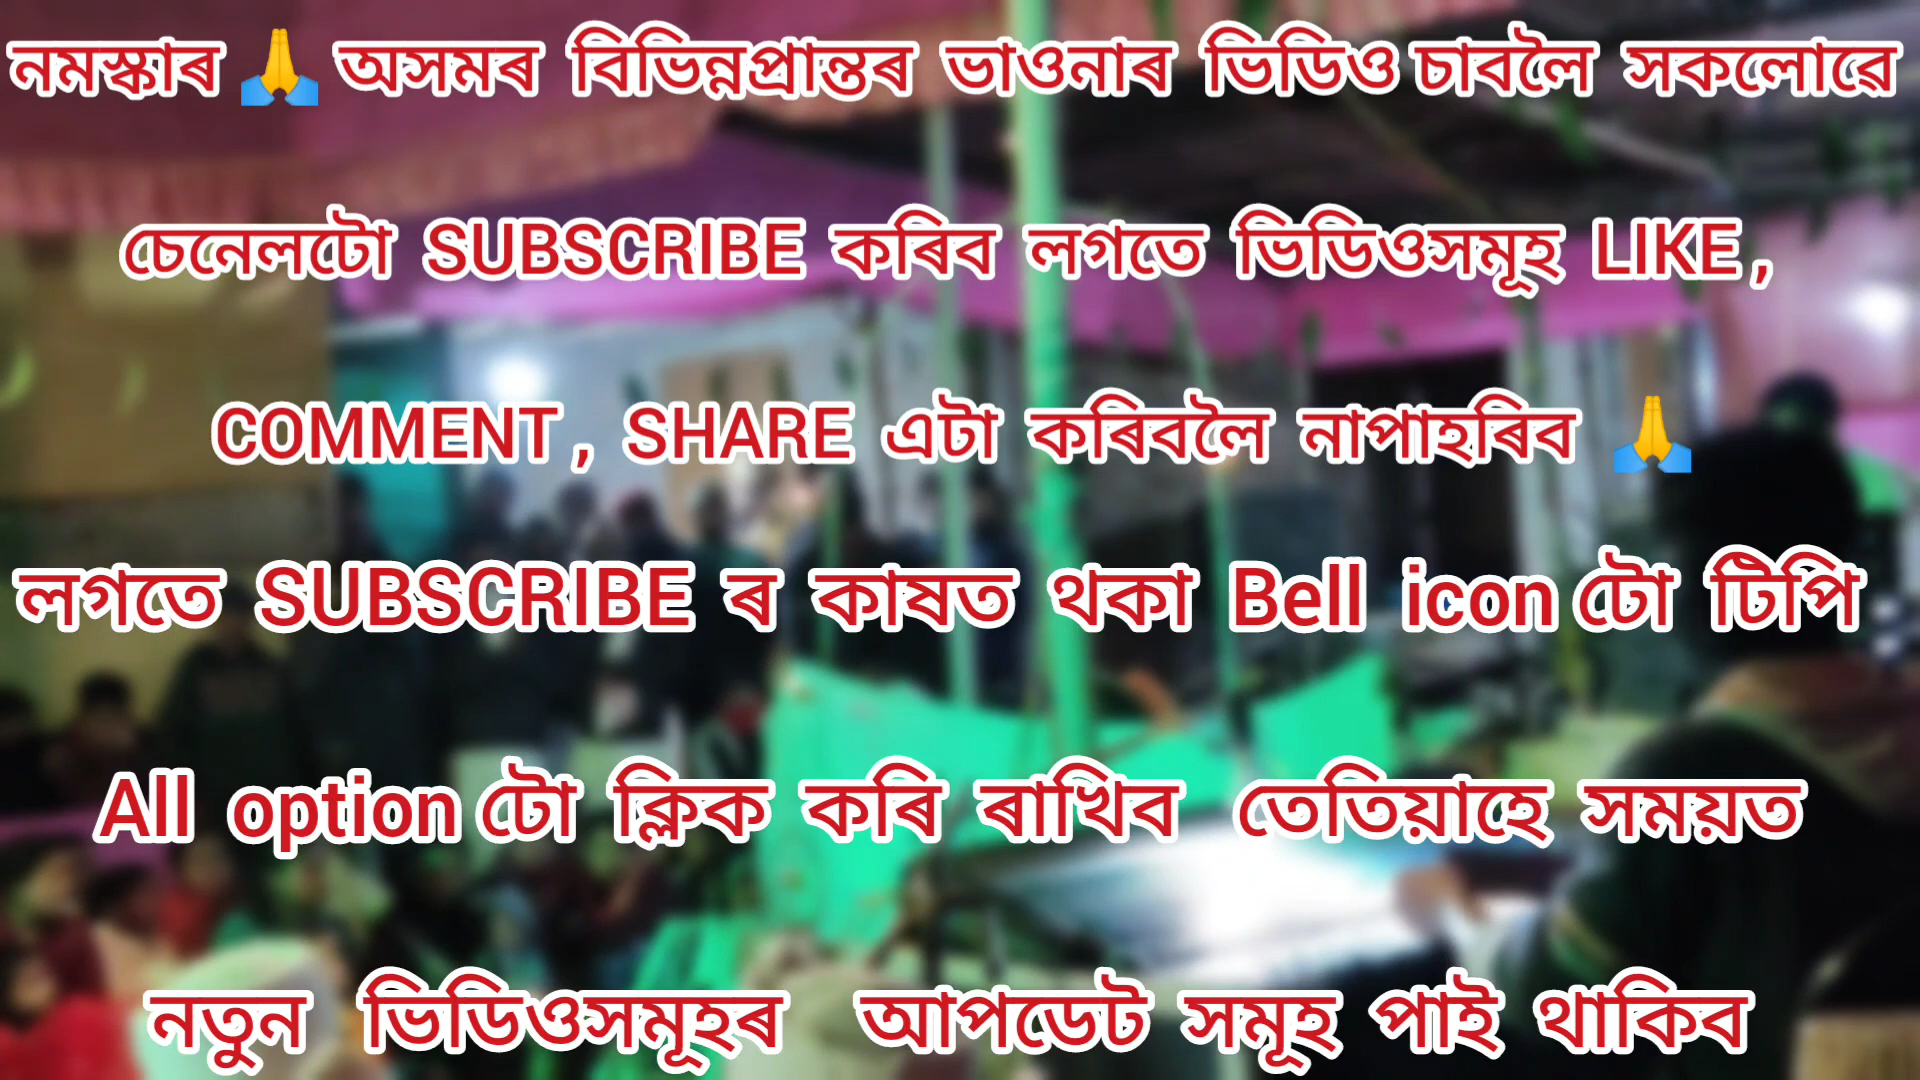 নমস্কাৰ 🙏 অসমৰ বিভিন্নপ্ৰান্তৰ ভাওনাৰ ভিডিও চাবলৈ সকলোৱে
চেনেলটো SUBSCRIBE কৰিব লগতে ভিডিওসমূহ LIKE ,
COMMENT , SHARE এটা কৰিবলৈ নাপাহৰিব 🙏
লগতে SUBSCRIBE ৰ কাষত থকা Bell icon টো টিপি
All option টো ক্লিক কৰি ৰাখিব তেতিয়াহে সময়ত
নতুন ভিডিওসমূহৰ আপডেট সমূহ পাই থাকিব